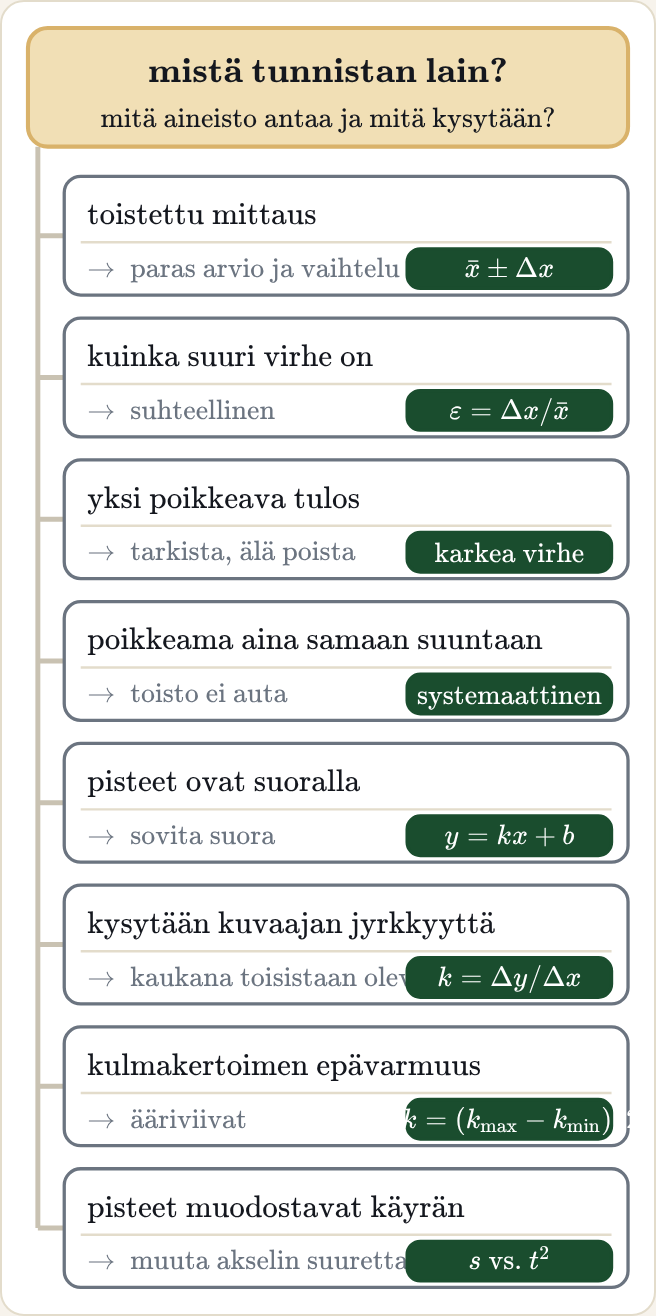 mistä tunnistan lain?
mitä aineisto antaa ja mitä kysytään?
toistettu mittaus
→ paras arvio ja vaihtelu x̄ ± Δx
kuinka suuri virhe on
→ suhteellinen ε = Δx/x̄
yksi poikkeava tulos
→ tarkista, älä poista karkea virhe
poikkeama aina samaan suuntaan
→ toisto ei auta systemaattinen
pisteet ovat suoralla
→ sovita suora y = kx + b
kysytään kuvaajan jyrkkyyttä
→ kaukana toisistaan k = Δy/Δx
kulmakertoimen epävarmuus
→ ääriviivat k = (kmax − kmin)
pisteet muodostavat käyrän
→ muuta akselin suuretta s vs. t²